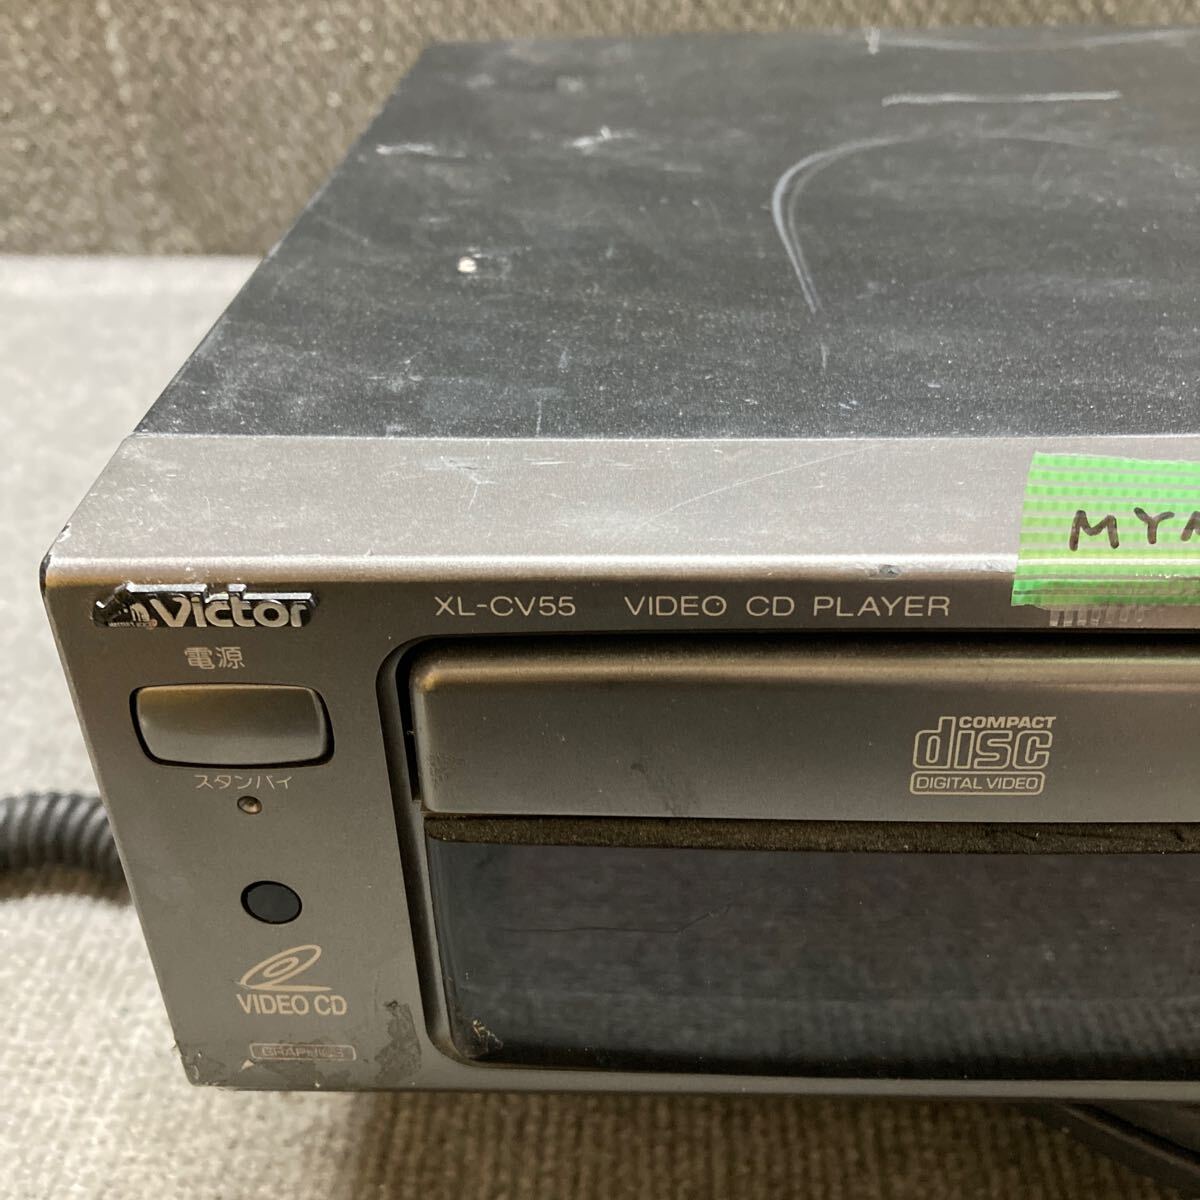 MYN
Victor
XL-CV55 VIDEO CD PLAYER
電源
スタンバイ
COMPACT
disc
DIGITAL VIDEO
VIDEO CD
GRAPHICS